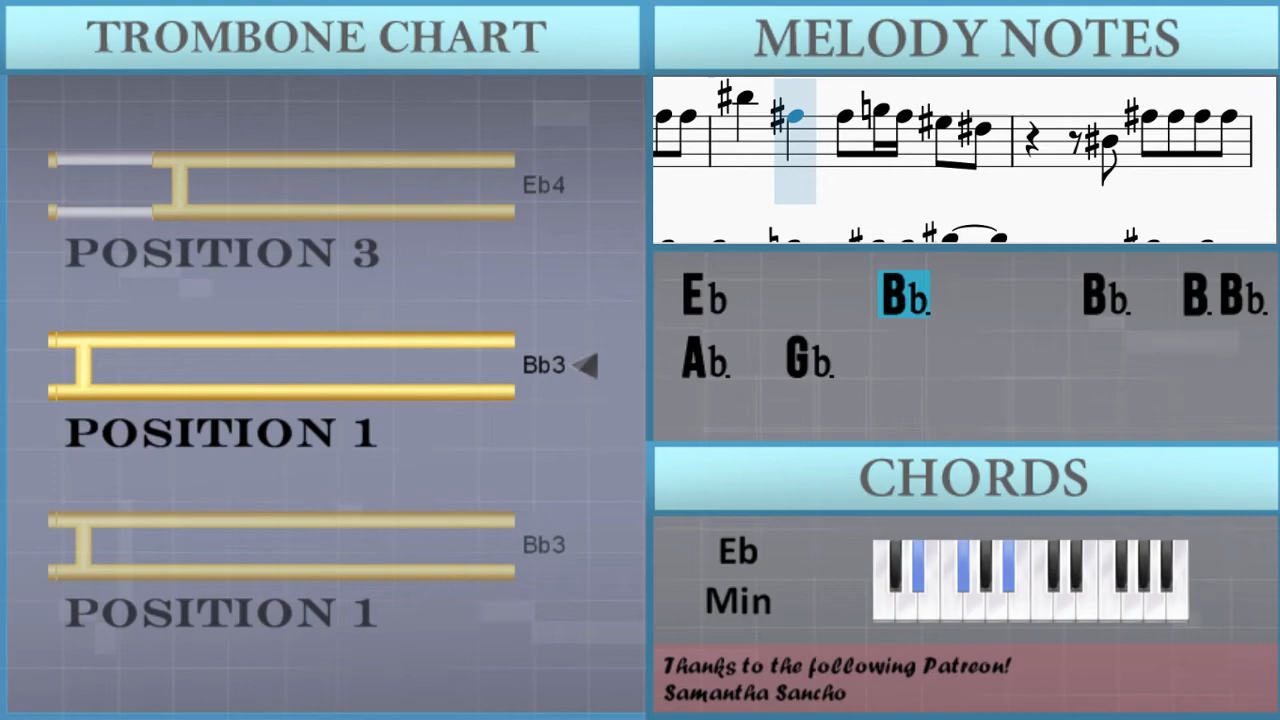 TROMBONE CHART
Eb4
POSITION 3
Bb3
POSITION 1
Bb3
POSITION 1
MELODY NOTES
Eb Bb. Bb. B. Bb.
Ab. Gb.
CHORDS
Eb
Min
Thanks to the following Patreon!
Samantha Sancho